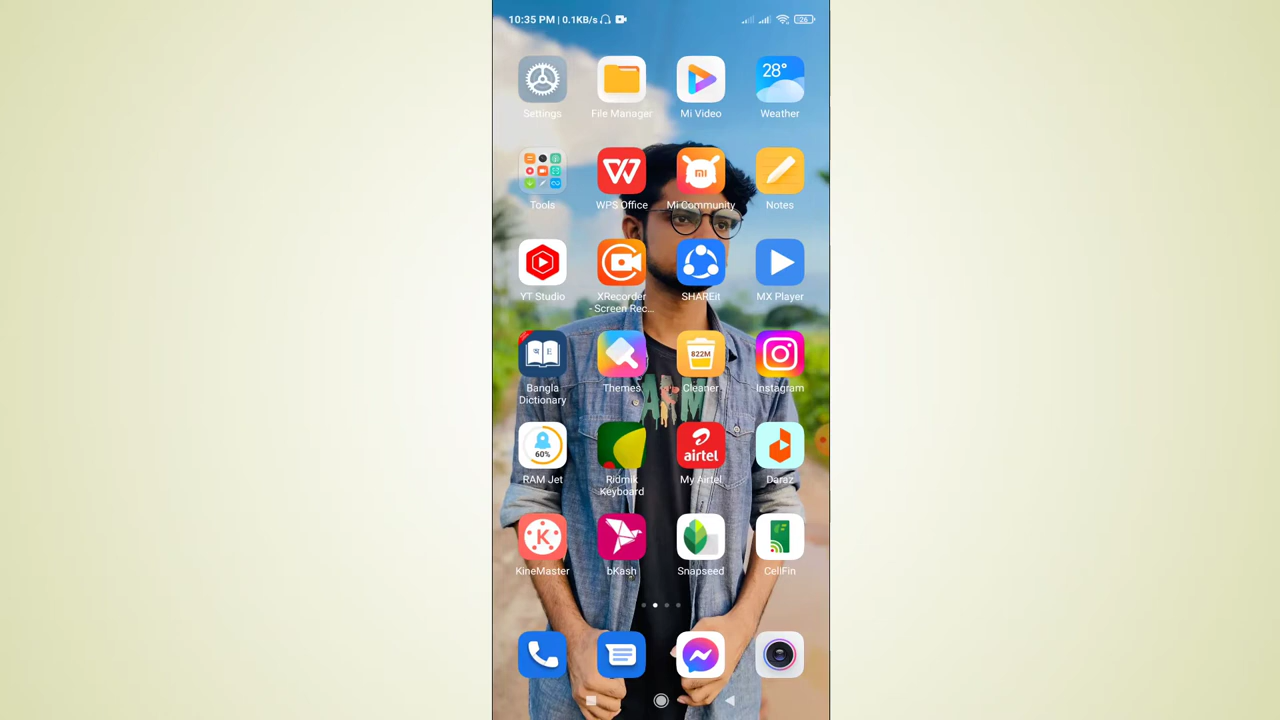 10:35 PM | 0.1KB/s
26
28°
Settings
File Manager
Mi Video
Weather
mi
Tools
WPS Office
Mi Community
Notes
YT Studio
XRecorder
- Screen Rec...
SHAREit
MX Player
অ
E
822M
Bangla
Dictionary
Themes
Cleaner
Instagram
60%
airtel
RAM Jet
Ridmik
Keyboard
My Airtel
Daraz
K
KineMaster
bKash
Snapseed
CellFin